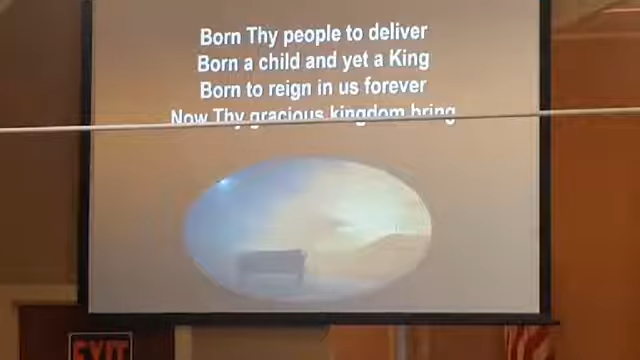 Born Thy people to deliver
Born a child and yet a King
Born to reign in us forever
Now Thy gracious kingdom bring
EXIT